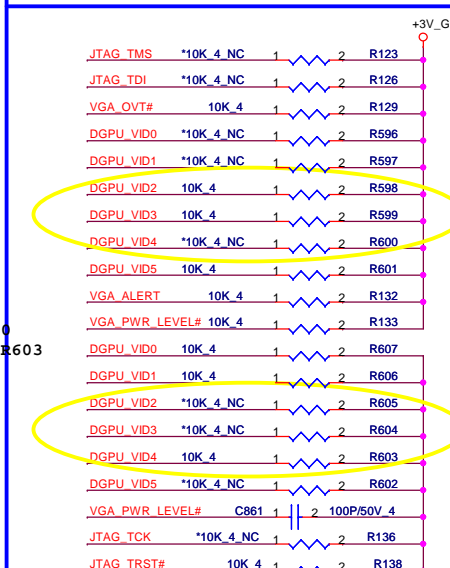 +3V_G
JTAG_TMS *10K_4_NC 1 2 R123
JTAG_TDI *10K_4_NC 1 2 R126
VGA_OVT# 10K_4 1 2 R129
DGPU_VID0 *10K_4_NC 1 2 R596
DGPU_VID1 *10K_4_NC 1 2 R597
DGPU_VID2 10K_4 1 2 R598
DGPU_VID3 10K_4 1 2 R599
DGPU_VID4 *10K_4_NC 1 2 R600
DGPU_VID5 10K_4 1 2 R601
VGA_ALERT 10K_4 1 2 R132
VGA_PWR_LEVEL# 10K_4 1 2 R133
0
R603
DGPU_VID0 10K_4 1 2 R607
DGPU_VID1 10K_4 1 2 R606
DGPU_VID2 *10K_4_NC 1 2 R605
DGPU_VID3 *10K_4_NC 1 2 R604
DGPU_VID4 10K_4 1 2 R603
DGPU_VID5 *10K_4_NC 1 2 R602
VGA_PWR_LEVEL# C861 1 2 100P/50V_4
JTAG_TCK *10K_4_NC 1 2 R136
JTAG_TRST# 10K_4 1 2 R138